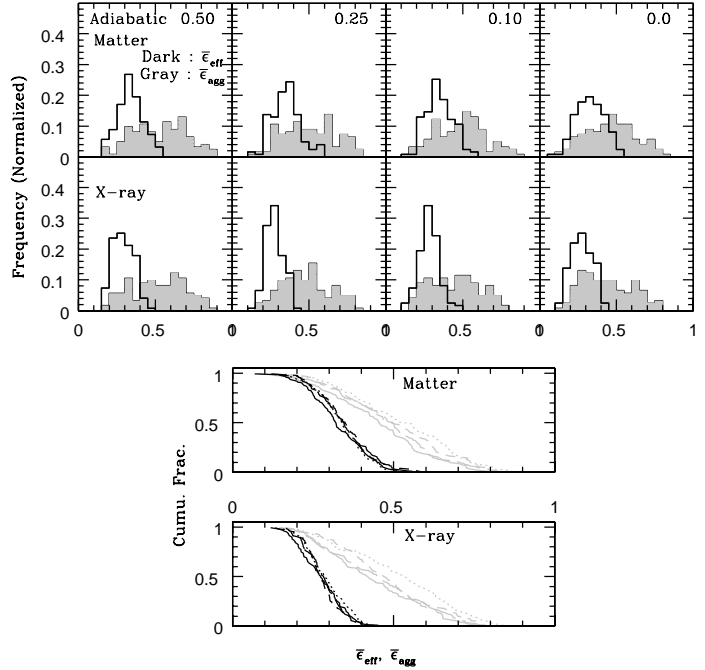 Adiabatic 0.50 0.25 0.10 0.0
Matter
Dark : ε̅eff
Gray : ε̅agg
0.4
0.3
0.2
0.1
0
X-ray
0.4
0.3
0.2
0.1
0
Frequency (Normalized)
0 0.5 0 0.5 0 0.5 0 0.5 1
Matter
1
0.5
0
0 0.5 1
X-ray
1
0.5
0
Cumu. Frac.
ε̅eff, ε̅agg